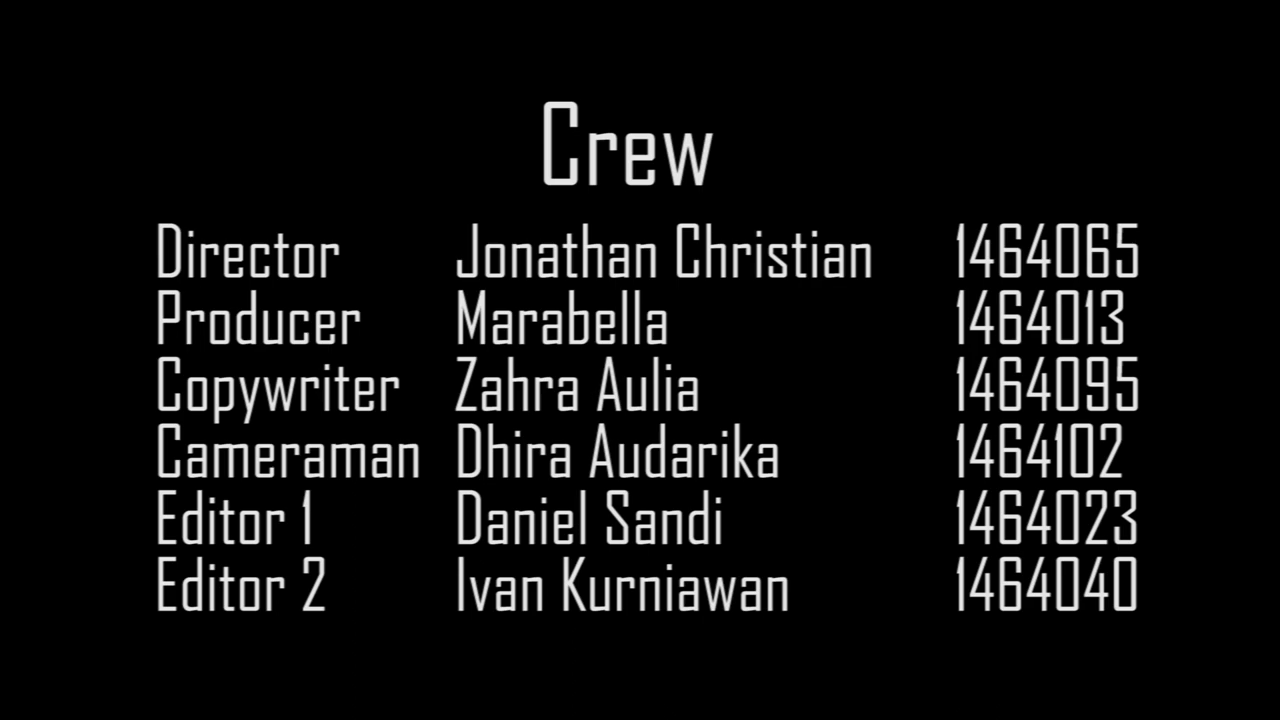 Crew
Director Jonathan Christian 1464065
Producer Marabella 1464013
Copywriter Zahra Aulia 1464095
Cameraman Dhira Audarika 1464102
Editor 1 Daniel Sandi 1464023
Editor 2 Ivan Kurniawan 1464040